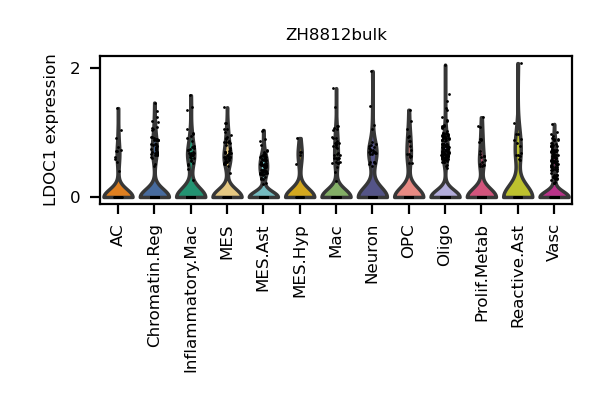 ZH8812bulk
LDOC1 expression
2
0
AC
Chromatin.Reg
Inflammatory.Mac
MES
MES.Ast
MES.Hyp
Mac
Neuron
OPC
Oligo
Prolif.Metab
Reactive.Ast
Vasc